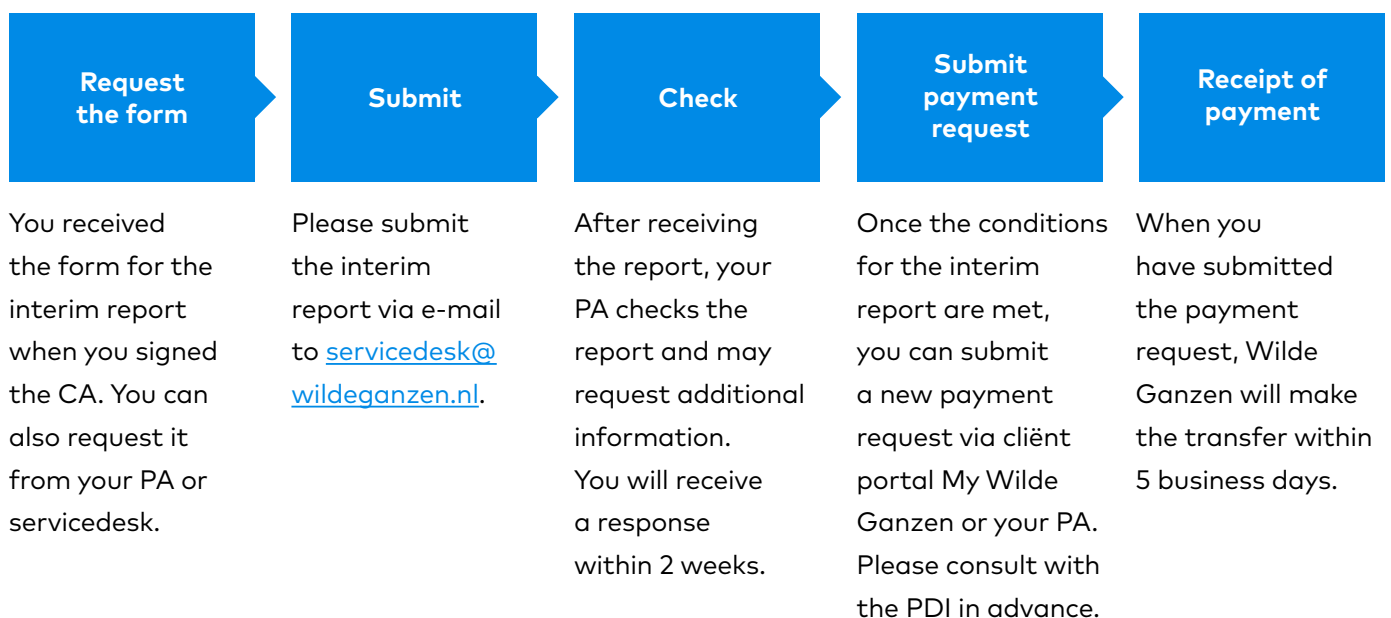 Request
the form
Submit
Check
Submit
payment
request
Receipt of
payment
You received
the form for the
interim report
when you signed
the CA. You can
also request it
from your PA or
servicedesk.
Please submit
the interim
report via e-mail
to servicedesk@
wildeganzen.nl.
After receiving
the report, your
PA checks the
report and may
request additional
information.
You will receive
a response
within 2 weeks.
Once the conditions
for the interim
report are met,
you can submit
a new payment
request via cliënt
portal My Wilde
Ganzen or your PA.
Please consult with
the PDI in advance.
When you
have submitted
the payment
request, Wilde
Ganzen will make
the transfer within
5 business days.